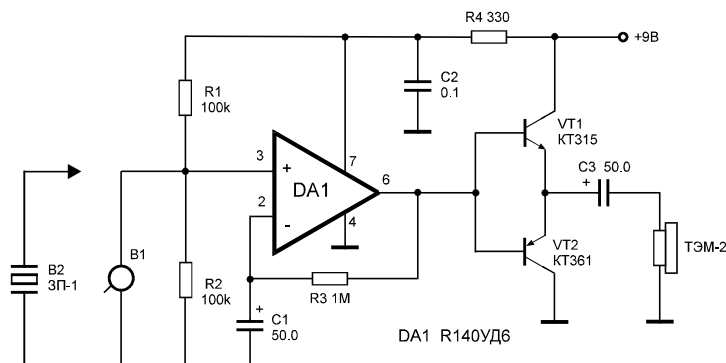 R4 330
+9В
R1
100k
C2
0.1
VT1
КТ315
3
+
7
DA1
6
C3 50.0
+
2
-
4
B2
ЗП-1
B1
R2
100k
R3 1M
VT2
КТ361
ТЭМ-2
+
C1
50.0
DA1 R140УД6